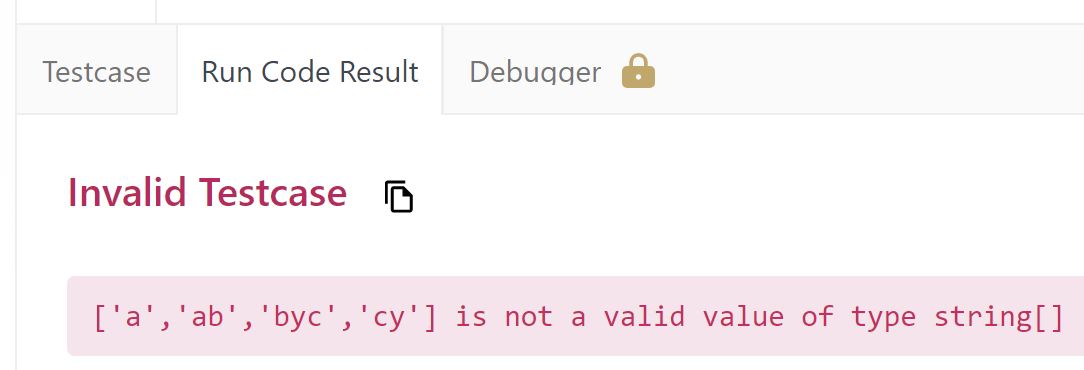 Testcase Run Code Result Debugger
Invalid Testcase
['a','ab','byc','cy'] is not a valid value of type string[]